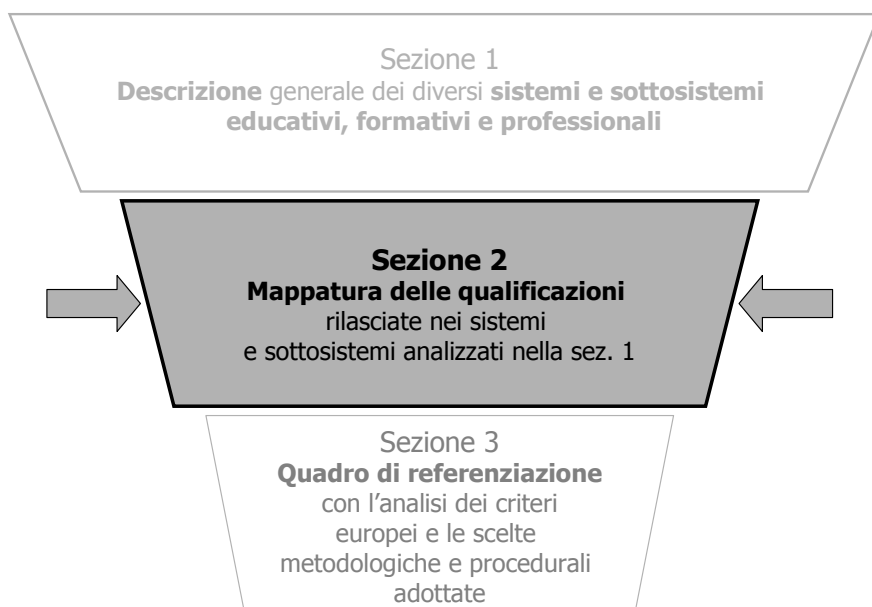 Sezione 1
Descrizione generale dei diversi sistemi e sottosistemi
educativi, formativi e professionali
Sezione 2
Mappatura delle qualificazioni
rilasciate nei sistemi
e sottosistemi analizzati nella sez. 1
Sezione 3
Quadro di referenziazione
con l'analisi dei criteri
europei e le scelte
metodologiche e procedurali
adottate